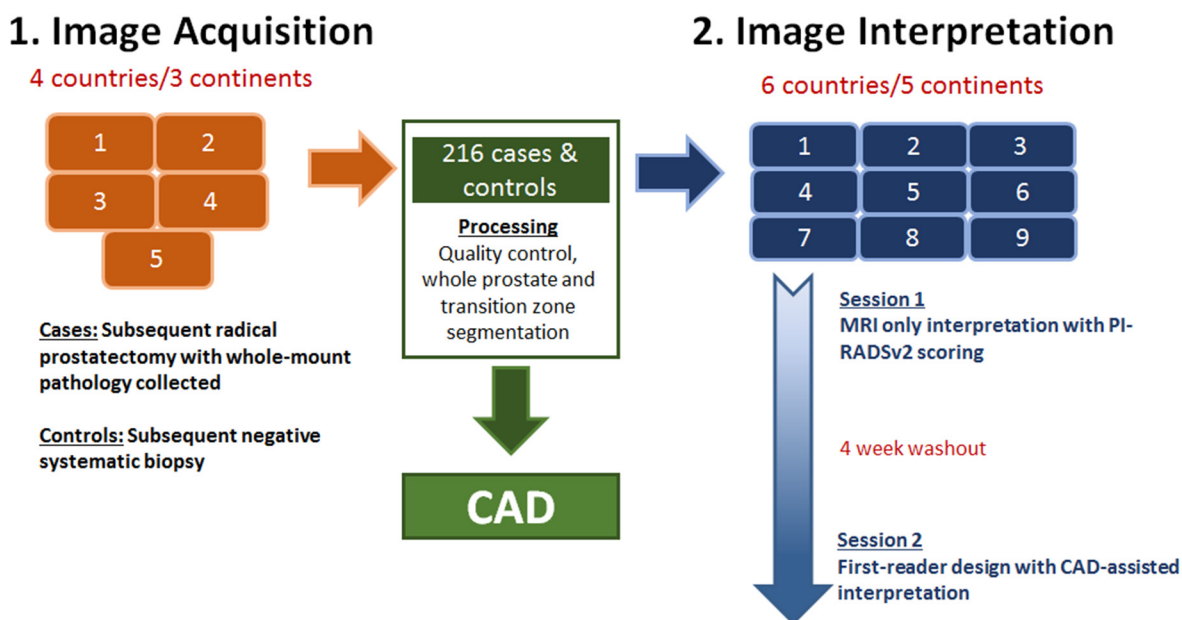 1. Image Acquisition
4 countries/3 continents
1
2
3
4
5
Cases: Subsequent radical
prostatectomy with whole-mount
pathology collected
Controls: Subsequent negative
systematic biopsy
216 cases &
controls
Processing
Quality control,
whole prostate and
transition zone
segmentation
CAD
2. Image Interpretation
6 countries/5 continents
1
2
3
4
5
6
7
8
9
Session 1
MRI only interpretation with PI-
RADSv2 scoring
4 week washout
Session 2
First-reader design with CAD-assisted
interpretation